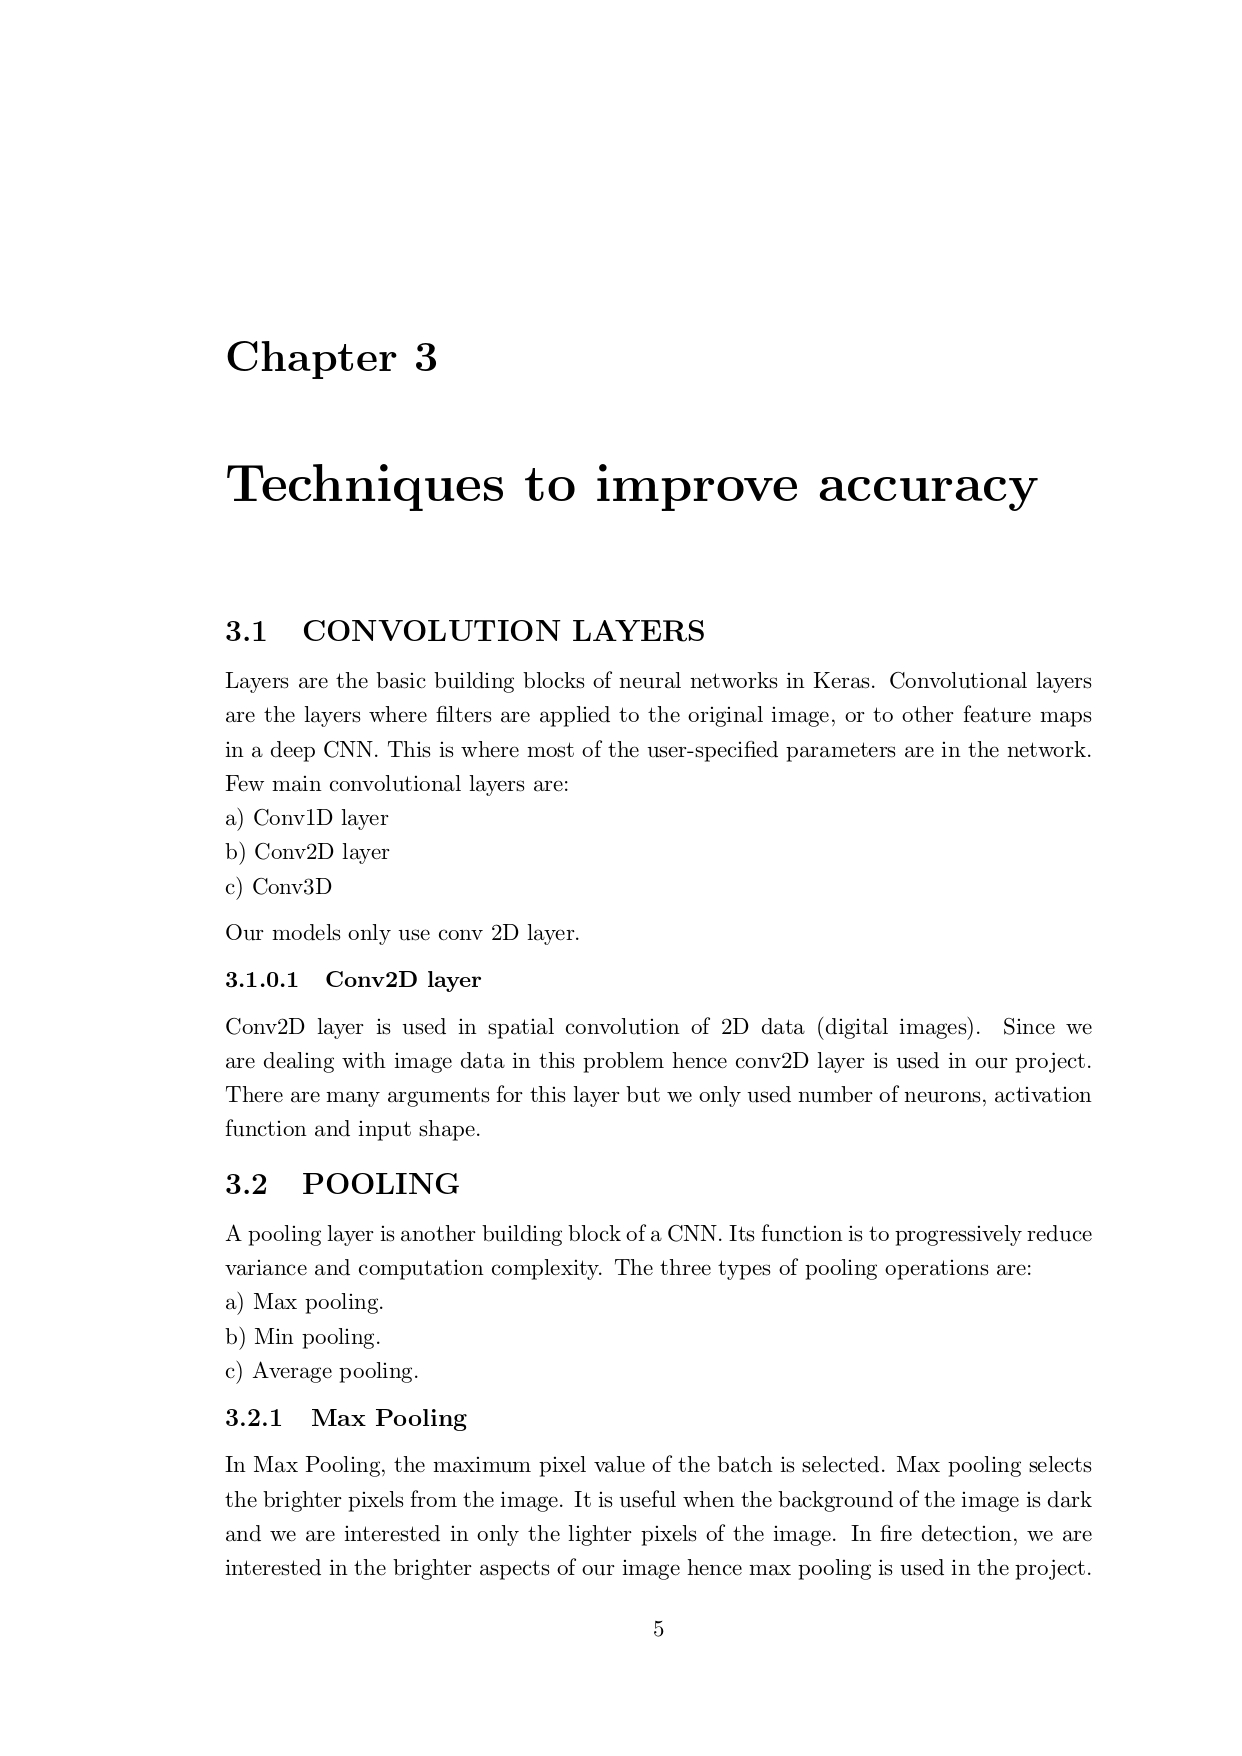 Chapter 3
Techniques to improve accuracy
3.1 CONVOLUTION LAYERS
Layers are the basic building blocks of neural networks in Keras. Convolutional layers
are the layers where filters are applied to the original image, or to other feature maps
in a deep CNN. This is where most of the user-specified parameters are in the network.
Few main convolutional layers are:
a) Conv1D layer
b) Conv2D layer
c) Conv3D
Our models only use conv 2D layer.
3.1.0.1 Conv2D layer
Conv2D layer is used in spatial convolution of 2D data (digital images). Since we
are dealing with image data in this problem hence conv2D layer is used in our project.
There are many arguments for this layer but we only used number of neurons, activation
function and input shape.
3.2 POOLING
A pooling layer is another building block of a CNN. Its function is to progressively reduce
variance and computation complexity. The three types of pooling operations are:
a) Max pooling.
b) Min pooling.
c) Average pooling.
3.2.1 Max Pooling
In Max Pooling, the maximum pixel value of the batch is selected. Max pooling selects
the brighter pixels from the image. It is useful when the background of the image is dark
and we are interested in only the lighter pixels of the image. In fire detection, we are
interested in the brighter aspects of our image hence max pooling is used in the project.
5